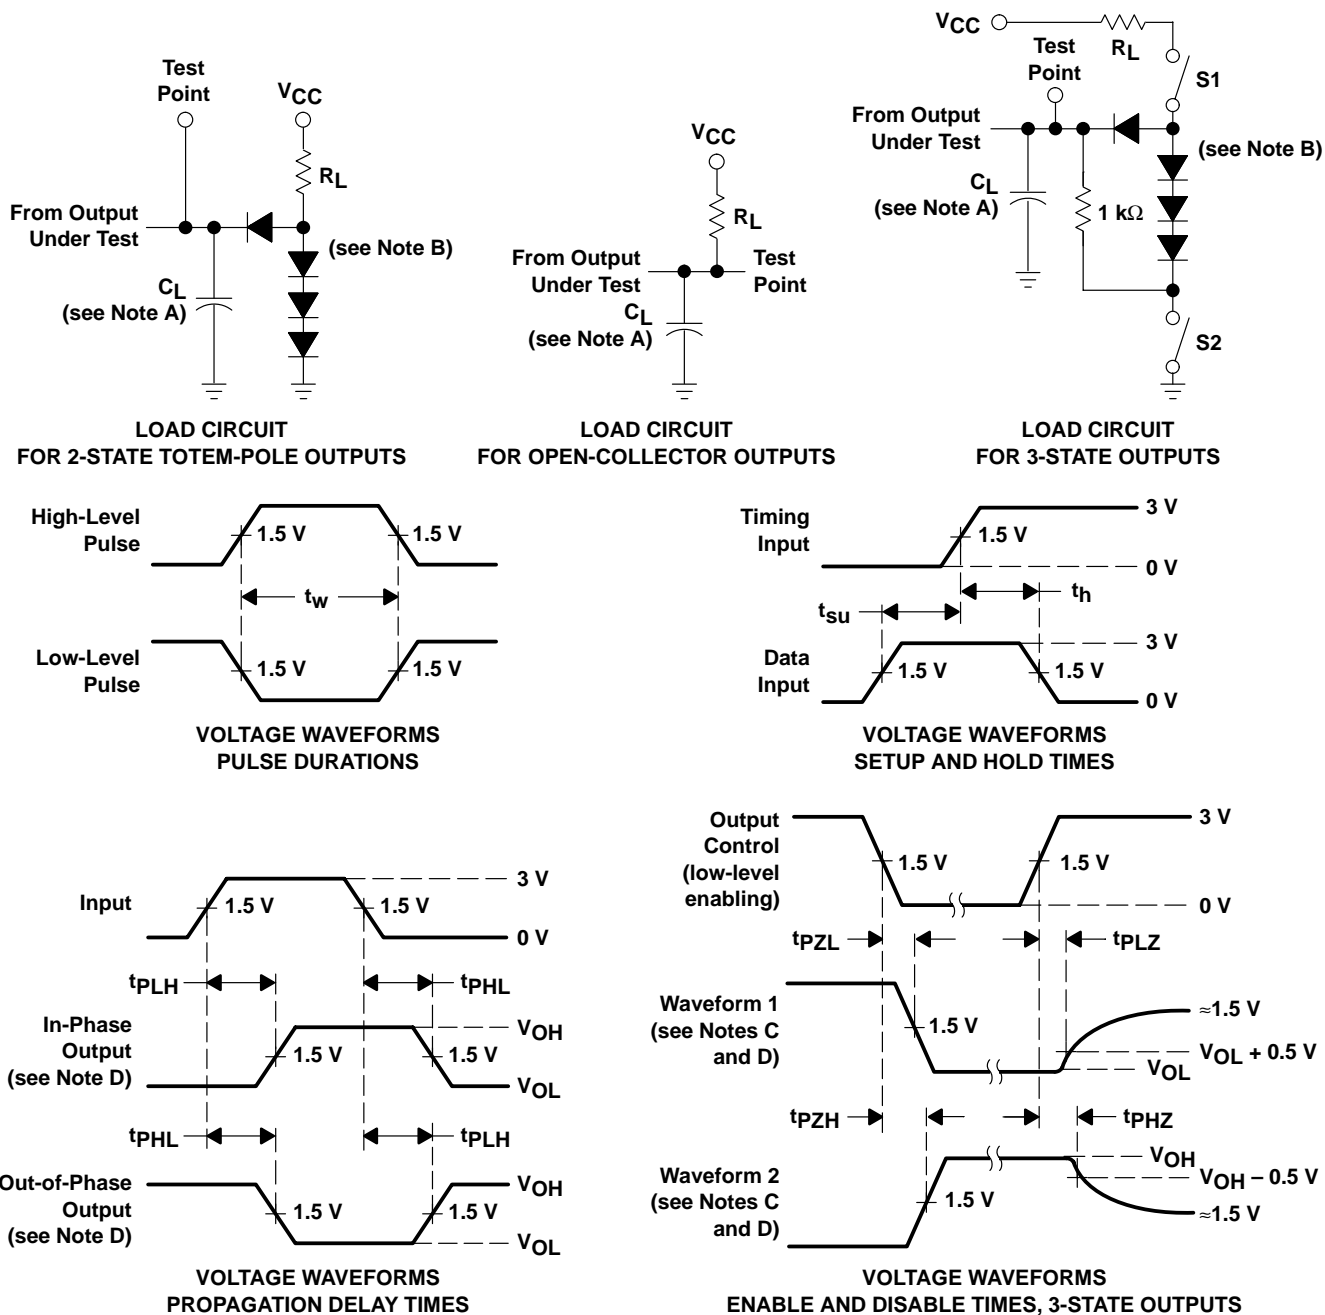 Test
Point
VCC
RL
From Output
Under Test
(see Note B)
CL
(see Note A)
LOAD CIRCUIT
FOR 2-STATE TOTEM-POLE OUTPUTS
VCC
RL
From Output
Under Test
Test
Point
CL
(see Note A)
LOAD CIRCUIT
FOR OPEN-COLLECTOR OUTPUTS
VCC
RL
Test
Point
S1
From Output
Under Test
(see Note B)
CL
(see Note A)
1 kΩ
S2
LOAD CIRCUIT
FOR 3-STATE OUTPUTS
High-Level
Pulse
1.5 V
1.5 V
tw
Low-Level
Pulse
1.5 V
1.5 V
VOLTAGE WAVEFORMS
PULSE DURATIONS
Timing
Input
1.5 V
3 V
0 V
th
tsu
Data
Input
1.5 V
1.5 V
3 V
0 V
VOLTAGE WAVEFORMS
SETUP AND HOLD TIMES
Input
1.5 V
1.5 V
3 V
0 V
tPLH
tPHL
In-Phase
Output
(see Note D)
1.5 V
1.5 V
VOH
VOL
tPHL
tPLH
Out-of-Phase
Output
(see Note D)
1.5 V
1.5 V
VOH
VOL
VOLTAGE WAVEFORMS
PROPAGATION DELAY TIMES
Output
Control
(low-level
enabling)
1.5 V
1.5 V
3 V
0 V
tPZL
tPLZ
Waveform 1
(see Notes C
and D)
1.5 V
≈1.5 V
VOL + 0.5 V
VOL
tPZH
tPHZ
Waveform 2
(see Notes C
and D)
1.5 V
VOH
VOH – 0.5 V
≈1.5 V
VOLTAGE WAVEFORMS
ENABLE AND DISABLE TIMES, 3-STATE OUTPUTS